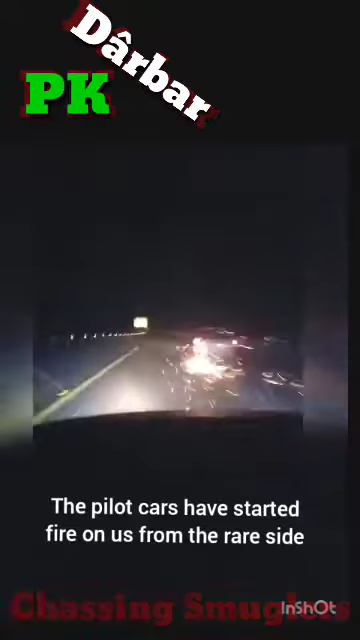 Dârbar
PK
The pilot cars have started
fire on us from the rare side
Chassing Smuglers
InShOt